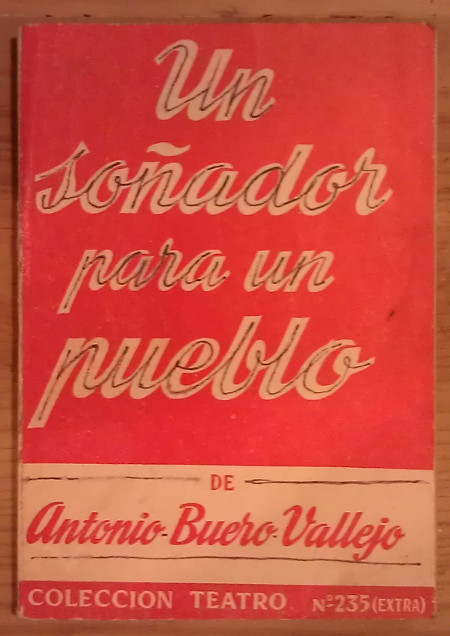 Un
soñador
para un
pueblo
DE
Antonio-Buero-Vallejo
COLECCION TEATRO Nº235 (EXTRA)